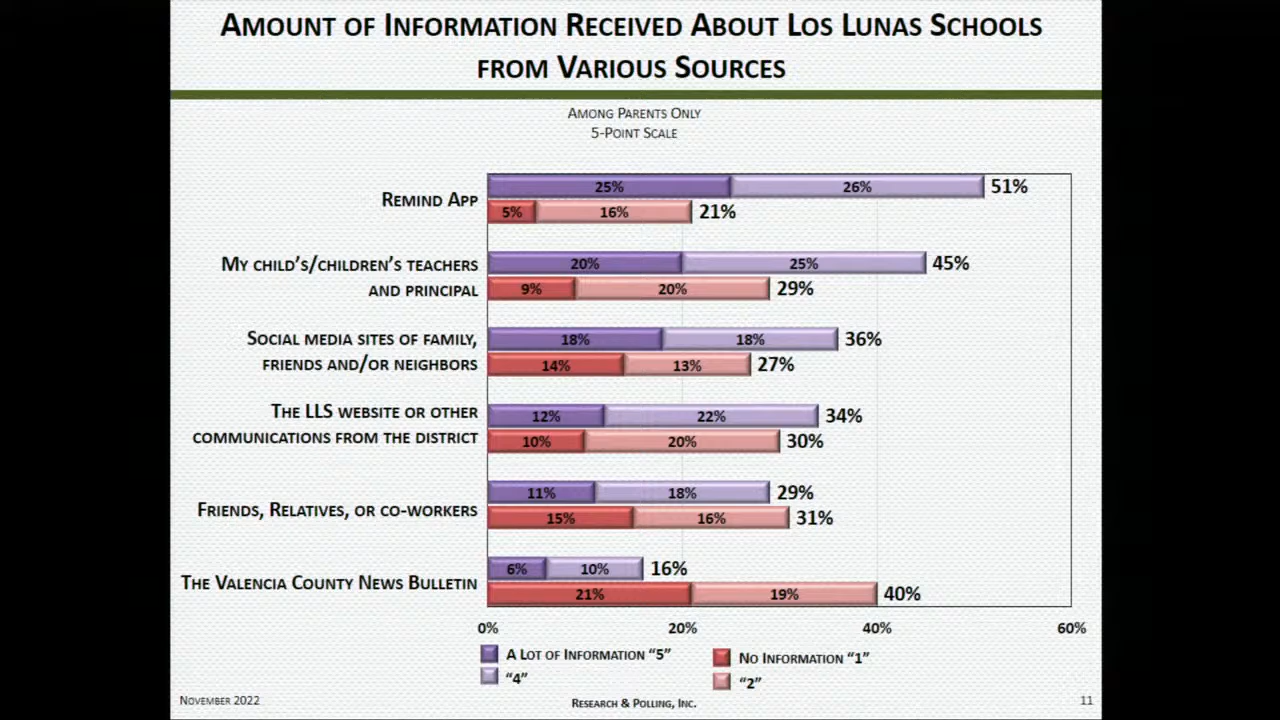 AMOUNT OF INFORMATION RECEIVED ABOUT LOS LUNAS SCHOOLS
FROM VARIOUS SOURCES
AMONG PARENTS ONLY
5-POINT SCALE
REMIND APP
25% 26% 51%
5% 16% 21%
MY CHILD'S/CHILDREN'S TEACHERS
AND PRINCIPAL
20% 25% 45%
9% 20% 29%
SOCIAL MEDIA SITES OF FAMILY,
FRIENDS AND/OR NEIGHBORS
18% 18% 36%
14% 13% 27%
THE LLS WEBSITE OR OTHER
COMMUNICATIONS FROM THE DISTRICT
12% 22% 34%
10% 20% 30%
FRIENDS, RELATIVES, OR CO-WORKERS
11% 18% 29%
15% 16% 31%
THE VALENCIA COUNTY NEWS BULLETIN
6% 10% 16%
21% 19% 40%
0% 20% 40% 60%
A LOT OF INFORMATION “5”
“4”
NO INFORMATION “1”
“2”
NOVEMBER 2022
RESEARCH & POLLING, INC.
11